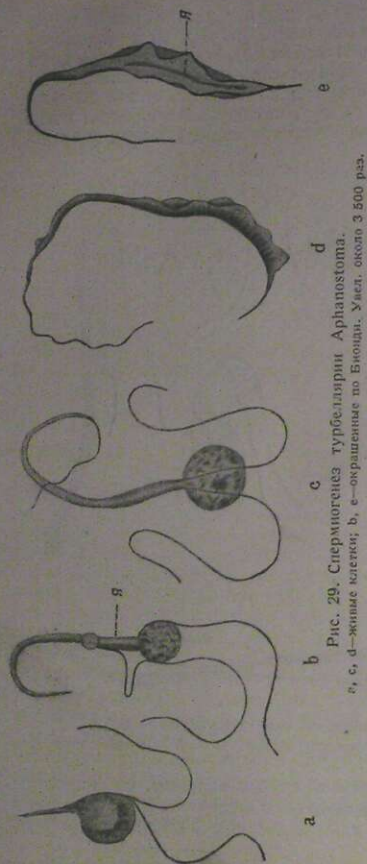 Я
Я
a
b
c
d
e
Рис. 29. Спермиогенез турбеллярии Aphanostoma.
a, c, d—живые клетки; b, e—окрашенные по Бионди. Увел. около 3 500 раз.